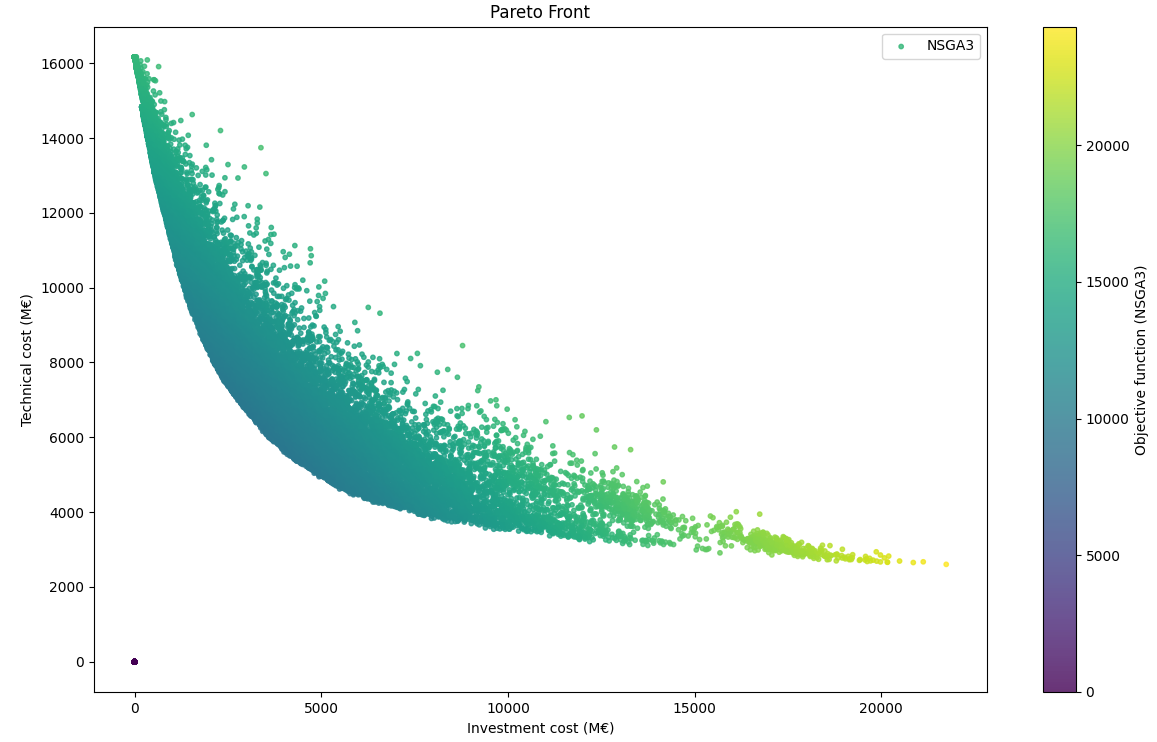 Pareto Front
NSGA3
Technical cost (M€)
16000
14000
12000
10000
8000
6000
4000
2000
0
0 5000 10000 15000 20000
Investment cost (M€)
20000
15000
10000
5000
0
Objective function (NSGA3)